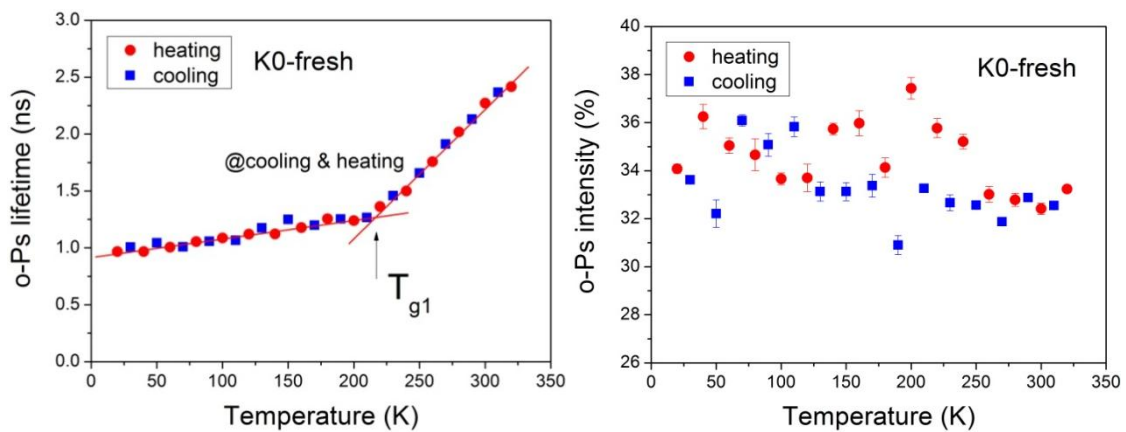 3.0
2.5
2.0
1.5
1.0
0.5
0.0
o-Ps lifetime (ns)
heating
cooling
K0-fresh
@cooling & heating
Tg1
0 50 100 150 200 250 300 350
Temperature (K)
40
38
36
34
32
30
28
26
o-Ps intensity (%)
heating
cooling
K0-fresh
0 50 100 150 200 250 300 350
Temperature (K)